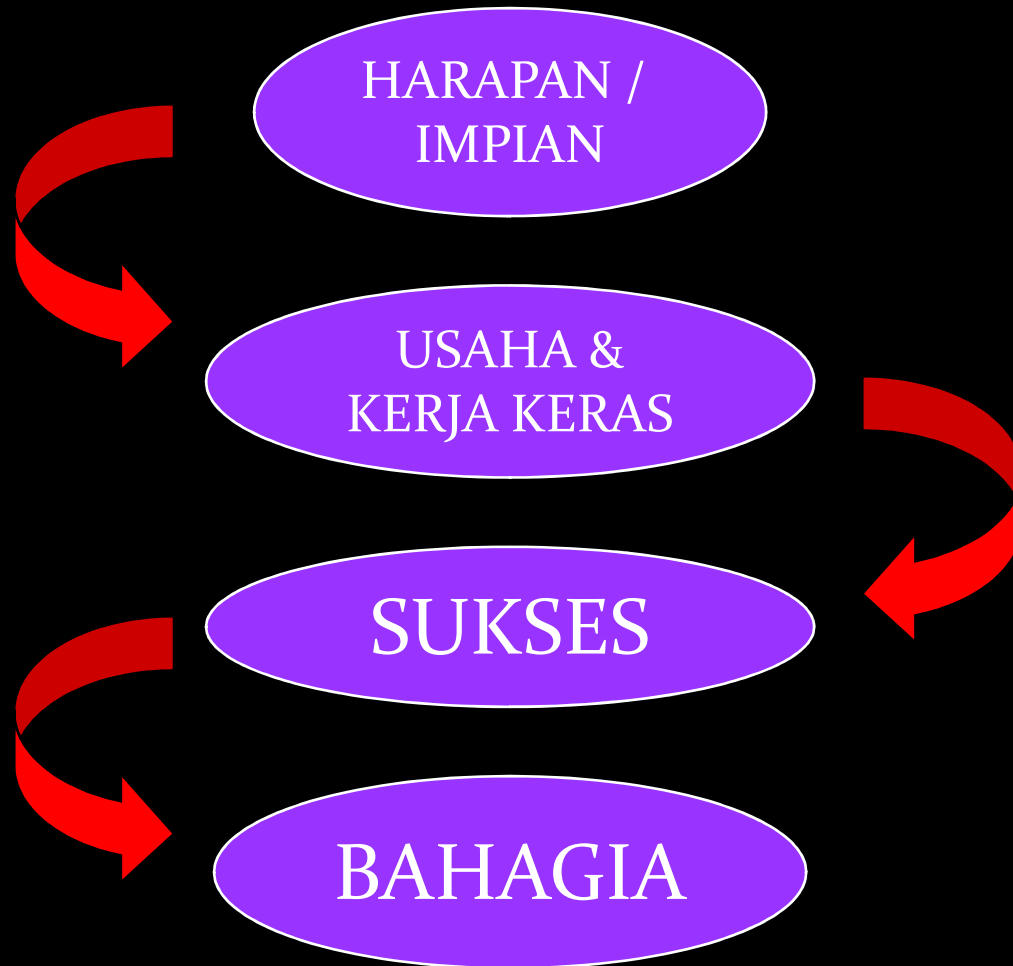 HARAPAN /
IMPIAN
USAHA &
KERJA KERAS
SUKSES
BAHAGIA